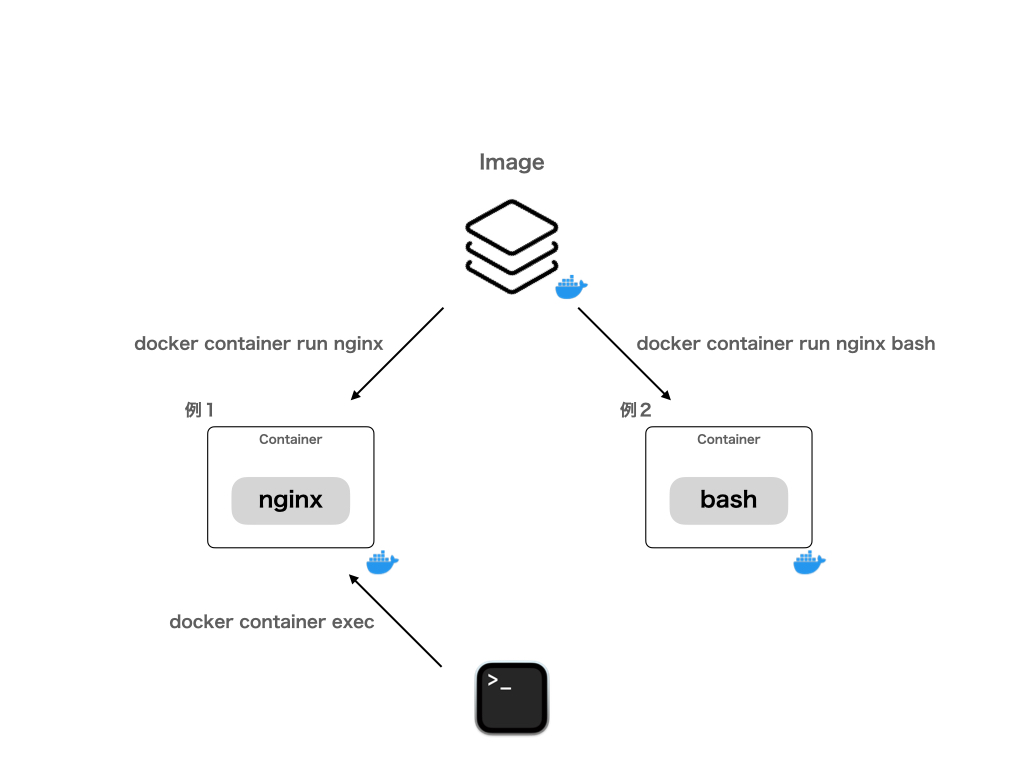 Image
docker container run nginx
docker container run nginx bash
例１
例２
Container
Container
nginx
bash
docker container exec
>_